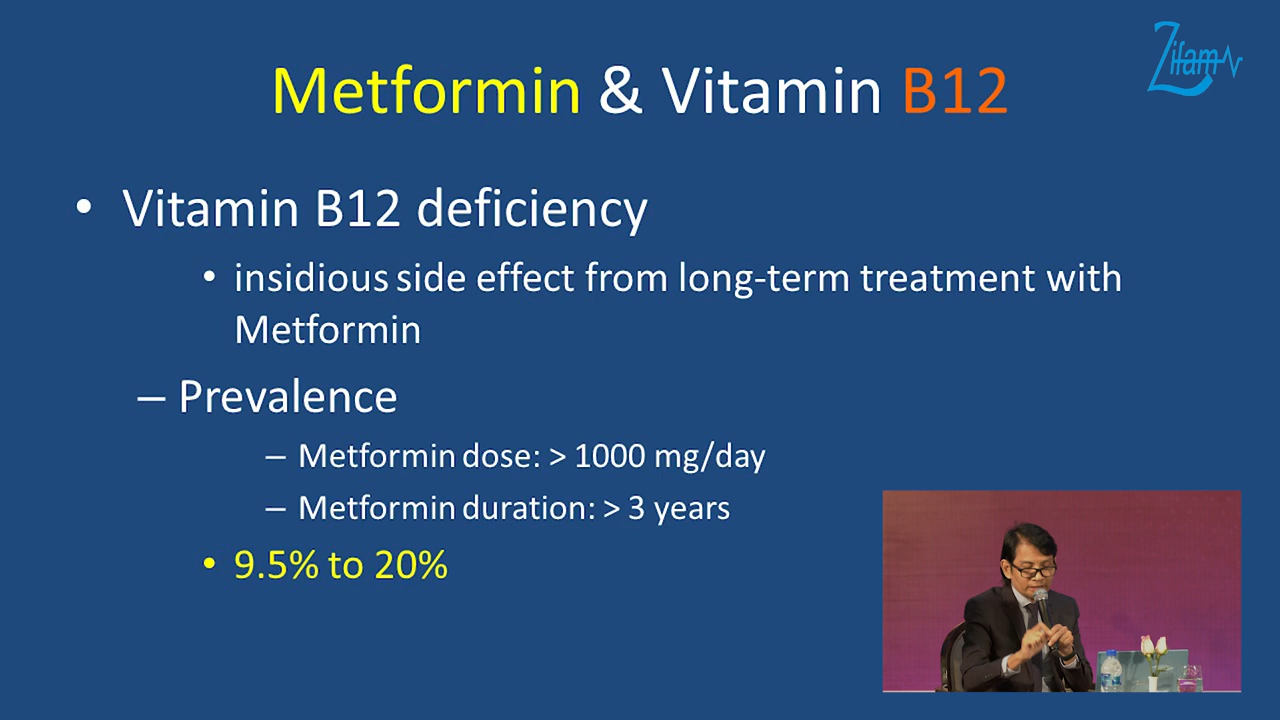 Zifam
Metformin & Vitamin B12
• Vitamin B12 deficiency
• insidious side effect from long-term treatment with
Metformin
– Prevalence
– Metformin dose: > 1000 mg/day
– Metformin duration: > 3 years
• 9.5% to 20%